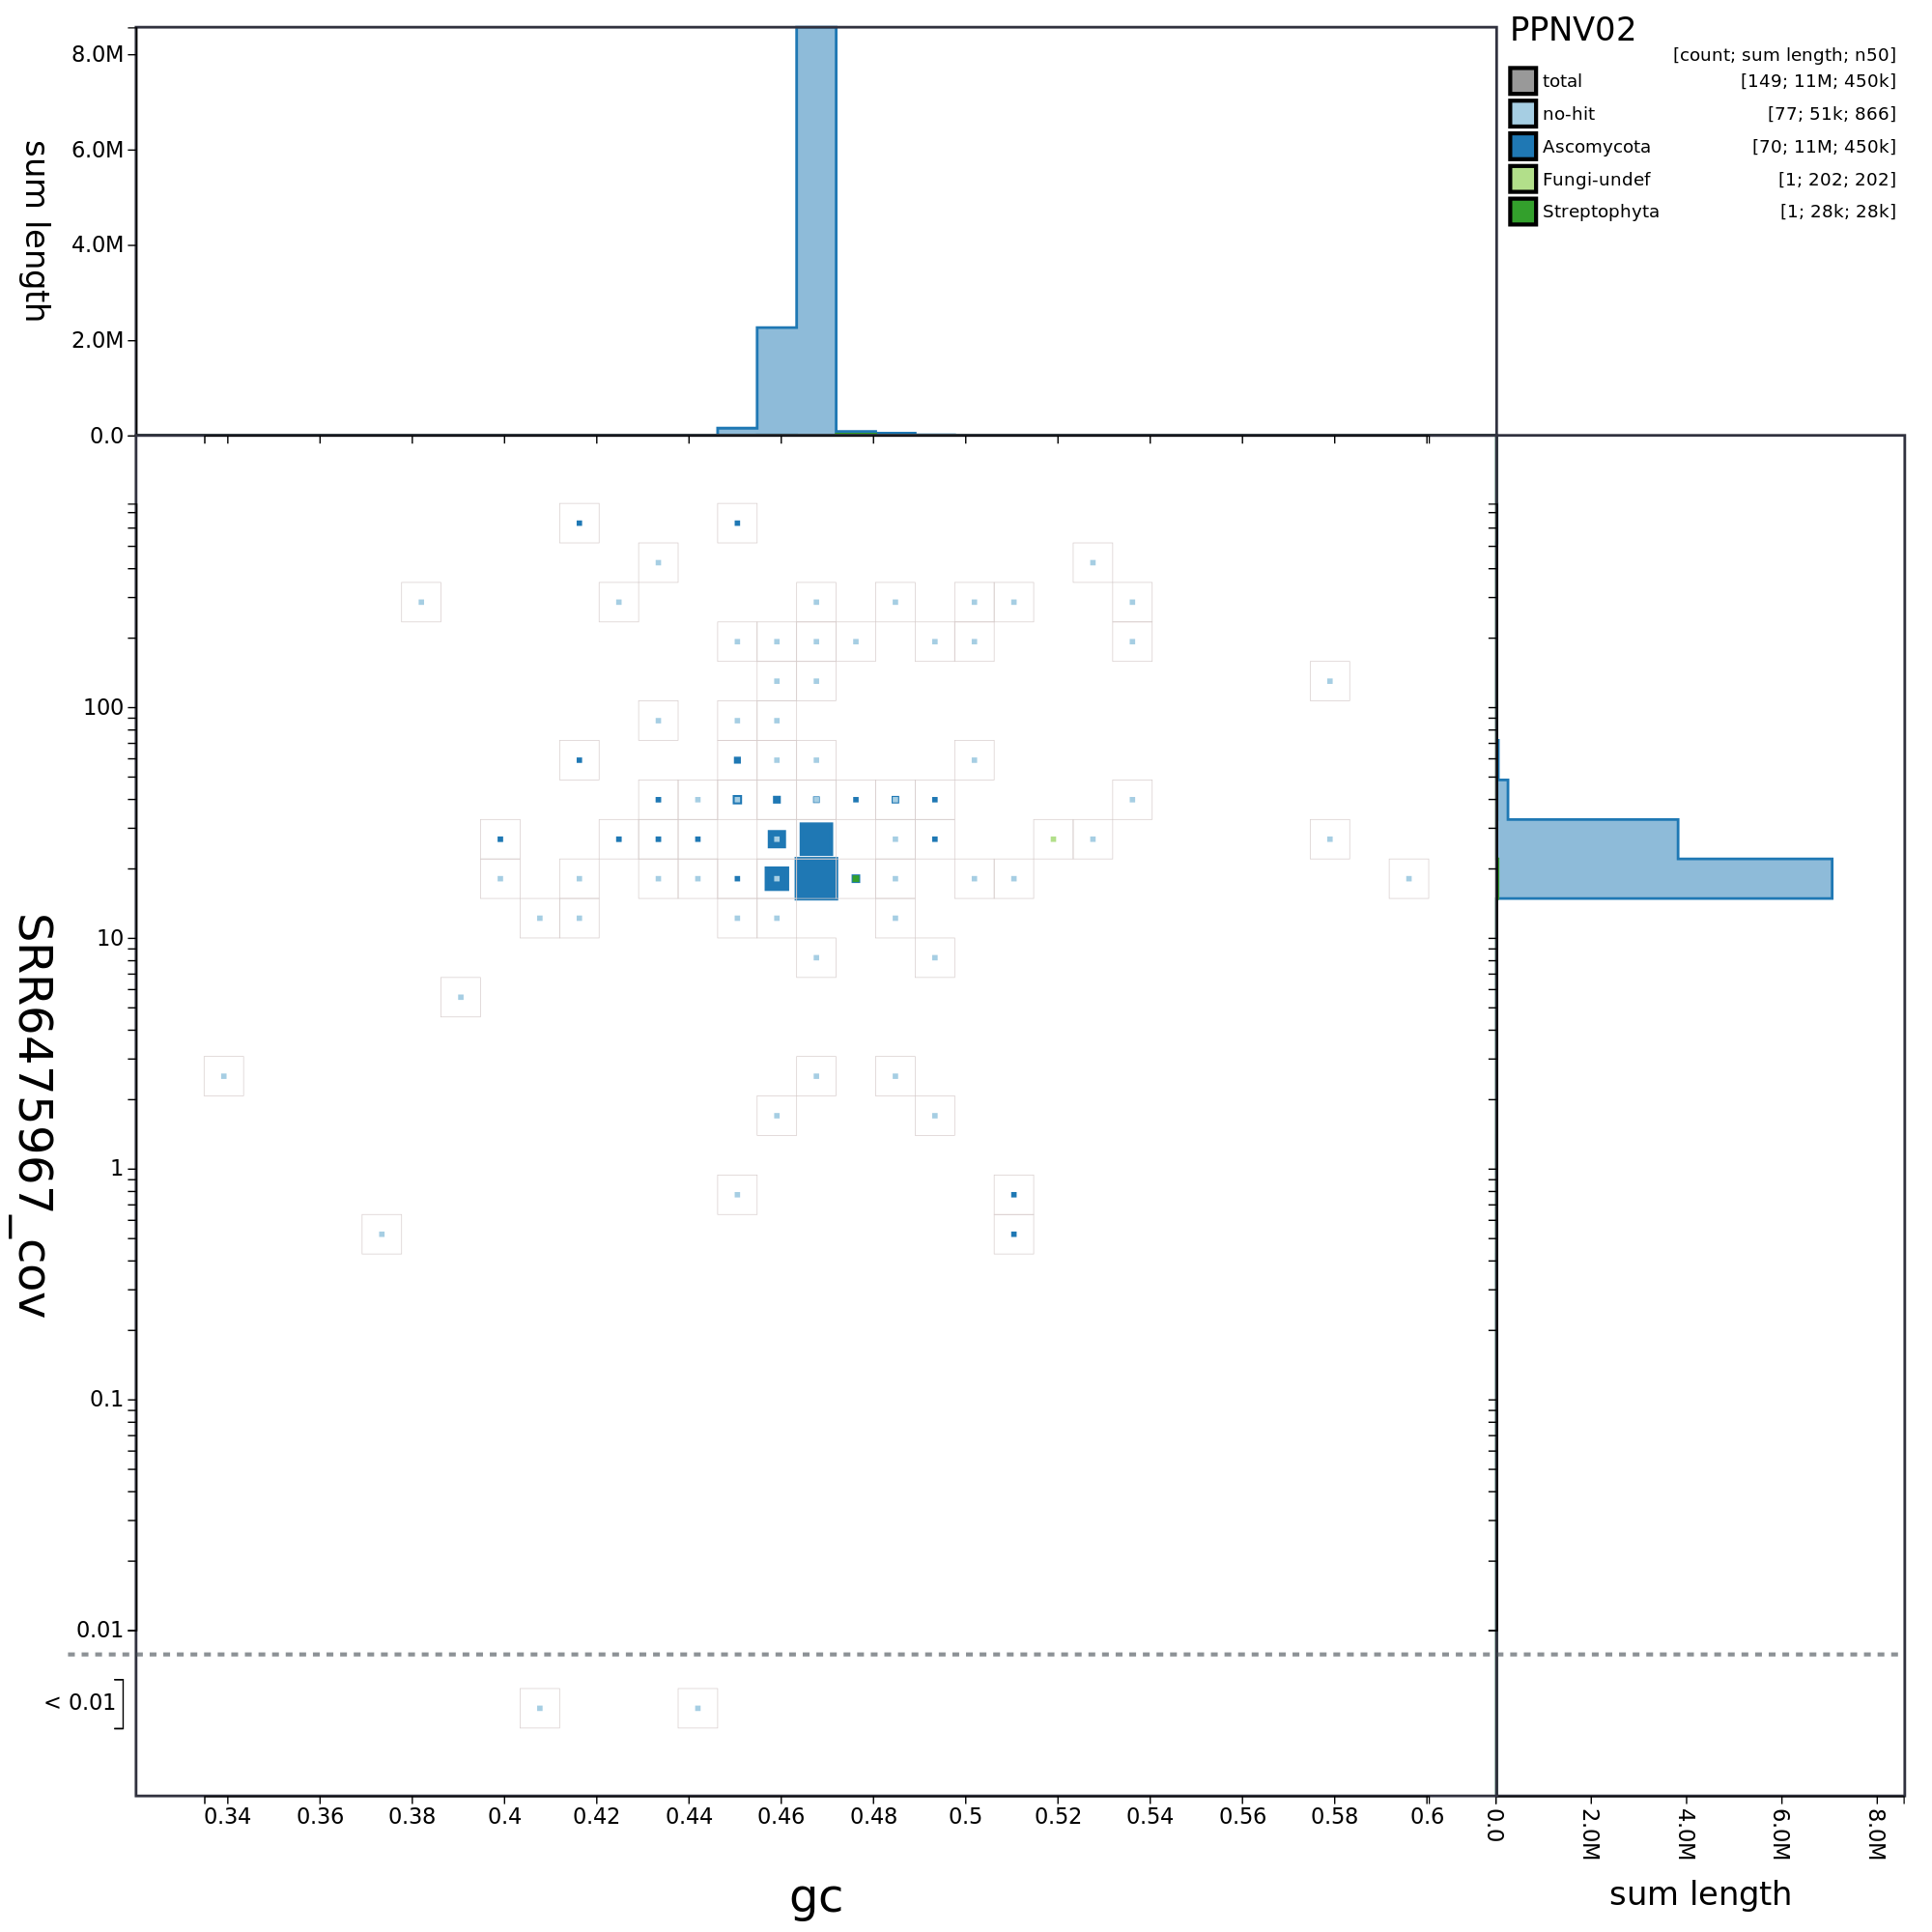 PPNV02
[count; sum length; n50]
total [149; 11M; 450k]
no-hit [77; 51k; 866]
Ascomycota [70; 11M; 450k]
Fungi-undef [1; 202; 202]
Streptophyta [1; 28k; 28k]
sum length
8.0M
6.0M
4.0M
2.0M
0.0
SRR6475967_cov
100
10
1
0.1
0.01
< 0.01
0.34 0.36 0.38 0.4 0.42 0.44 0.46 0.48 0.5 0.52 0.54 0.56 0.58 0.6
gc
0.0 2.0M 4.0M 6.0M 8.0M
sum length